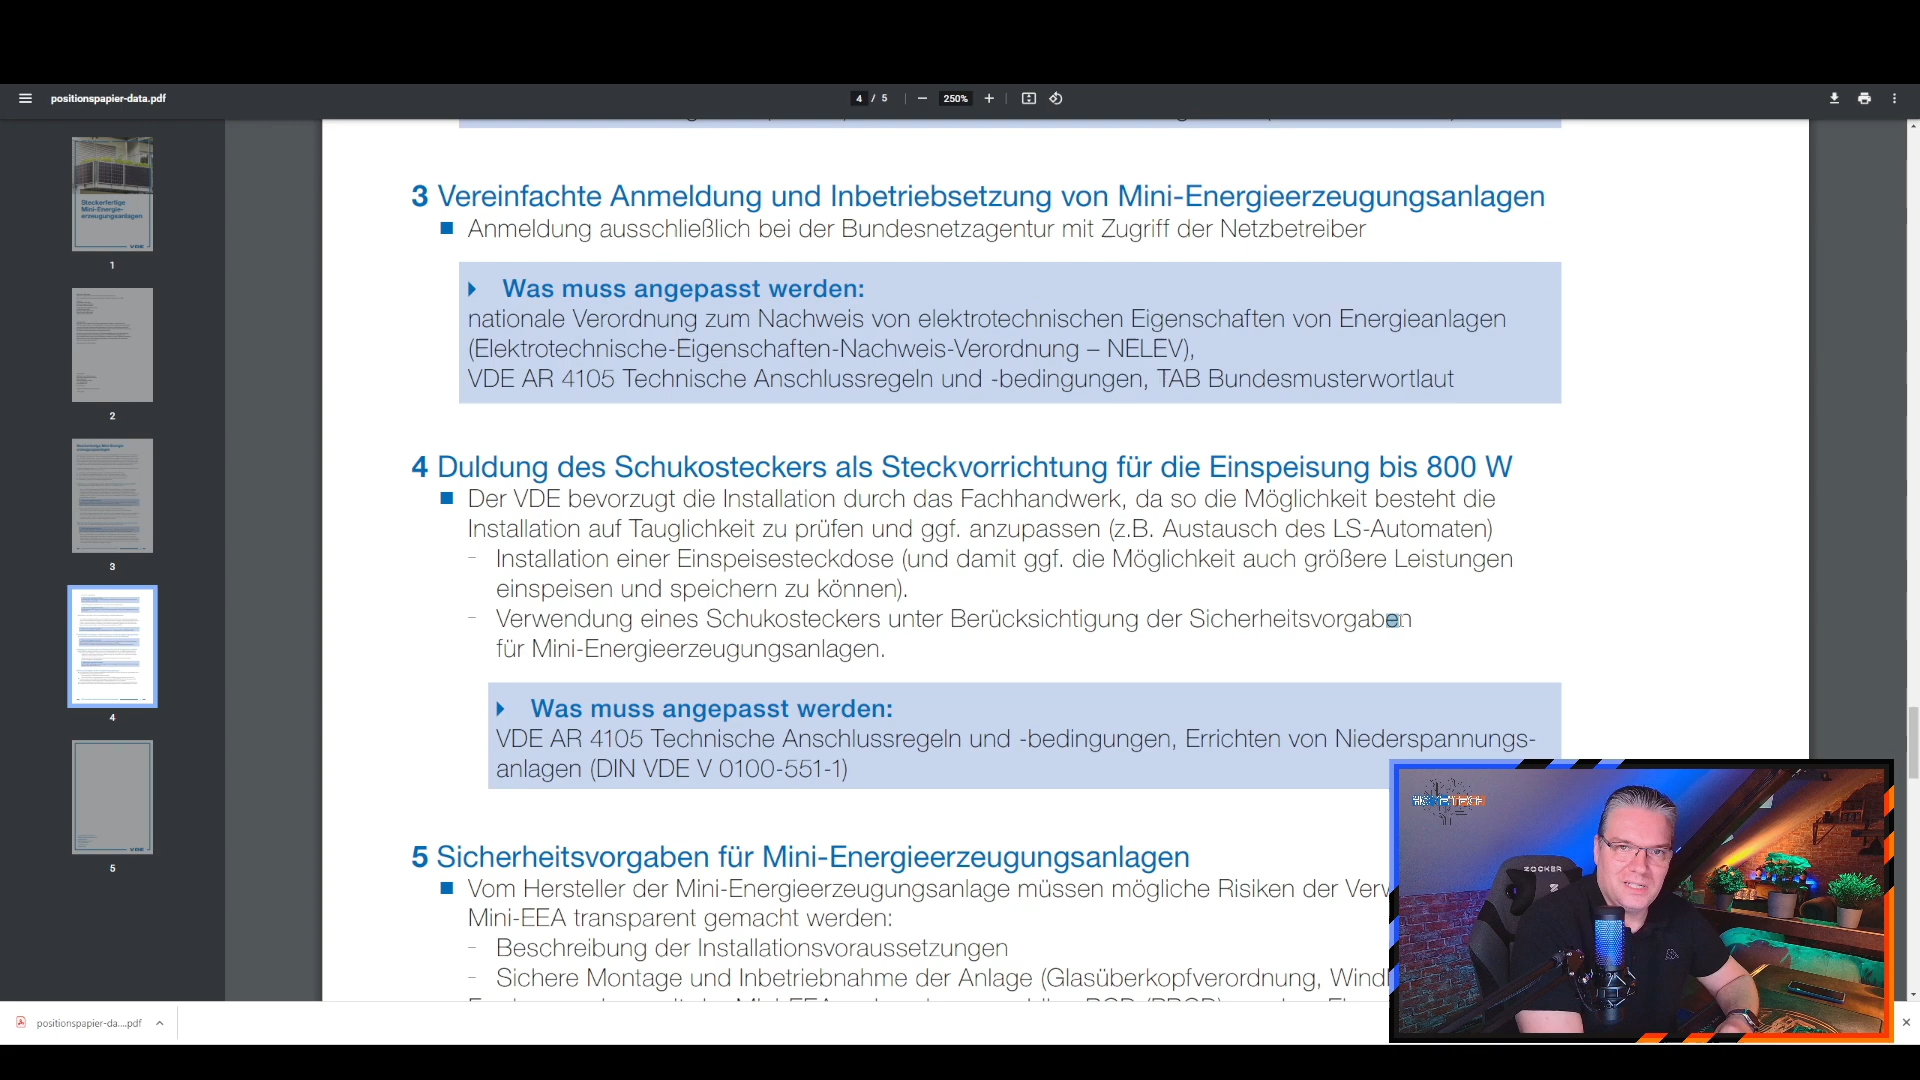 positionspapier-data.pdf
4 / 5
250%
Steckerfertige
Mini-Energie-
erzeugungsanlagen
VDE
1
2
3
4
5
3 Vereinfachte Anmeldung und Inbetriebsetzung von Mini-Energieerzeugungsanlagen
Anmeldung ausschließlich bei der Bundesnetzagentur mit Zugriff der Netzbetreiber
Was muss angepasst werden:
nationale Verordnung zum Nachweis von elektrotechnischen Eigenschaften von Energieanlagen
(Elektrotechnische-Eigenschaften-Nachweis-Verordnung – NELEV),
VDE AR 4105 Technische Anschlussregeln und -bedingungen, TAB Bundesmusterwortlaut
4 Duldung des Schukosteckers als Steckvorrichtung für die Einspeisung bis 800 W
Der VDE bevorzugt die Installation durch das Fachhandwerk, da so die Möglichkeit besteht die
Installation auf Tauglichkeit zu prüfen und ggf. anzupassen (z.B. Austausch des LS-Automaten)
- Installation einer Einspeisesteckdose (und damit ggf. die Möglichkeit auch größere Leistungen
einspeisen und speichern zu können).
- Verwendung eines Schukosteckers unter Berücksichtigung der Sicherheitsvorgaben
für Mini-Energieerzeugungsanlagen.
Was muss angepasst werden:
VDE AR 4105 Technische Anschlussregeln und -bedingungen, Errichten von Niederspannungs-
anlagen (DIN VDE V 0100-551-1)
5 Sicherheitsvorgaben für Mini-Energieerzeugungsanlagen
Vom Hersteller der Mini-Energieerzeugungsanlage müssen mögliche Risiken der
Mini-EEA transparent gemacht werden:
- Beschreibung der Installationsvoraussetzungen
- Sichere Montage und Inbetriebnahme der Anlage (Glasüberkopfverordnung,
positionspapier-da....pdf
ZOCKER